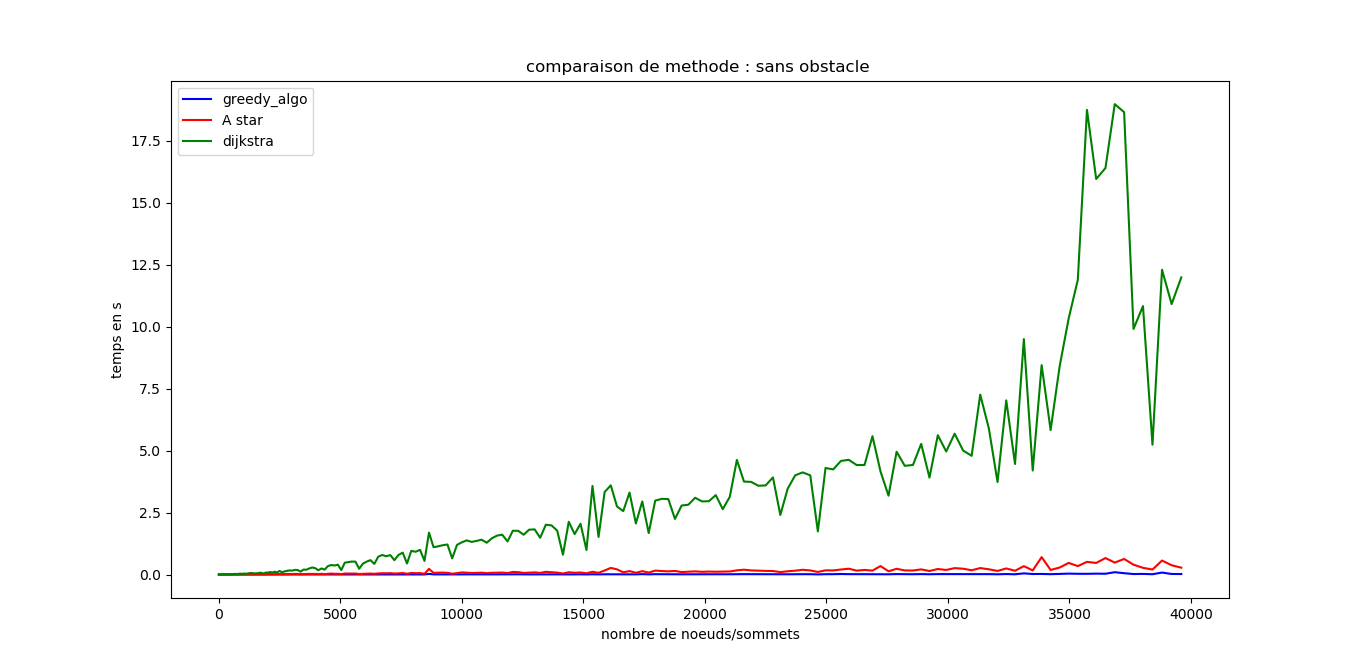 comparaison de methode : sans obstacle
greedy_algo
A star
dijkstra
temps en s
17.5
15.0
12.5
10.0
7.5
5.0
2.5
0.0
0 5000 10000 15000 20000 25000 30000 35000 40000
nombre de noeuds/sommets